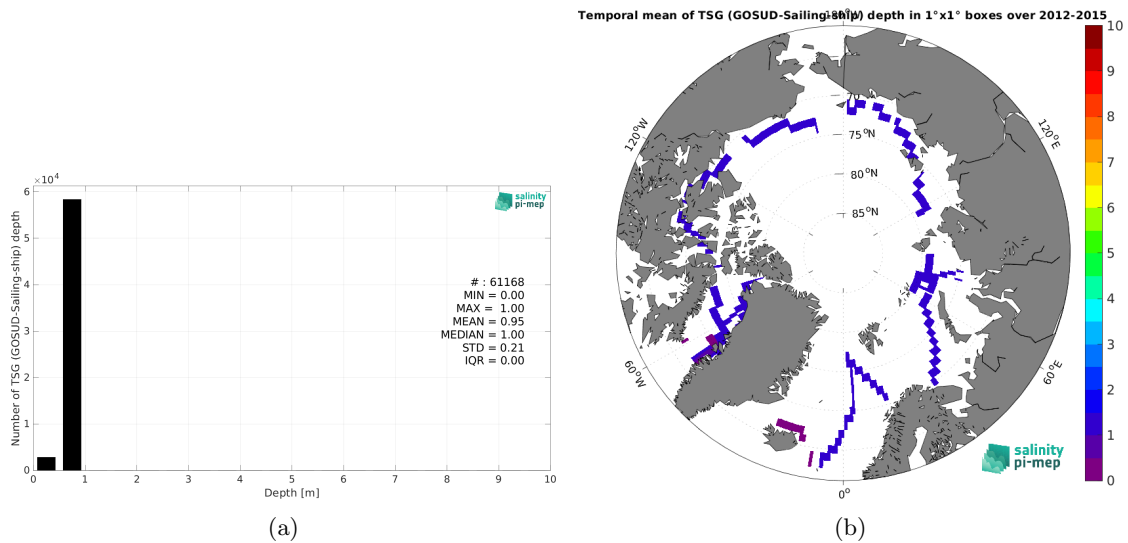 Temporal mean of TSG (GOSUD-Sailing-ship) depth in 1°x1° boxes over 2012-2015
×10⁴
6
5
4
3
2
1
0
Number of TSG (GOSUD-Sailing-ship) depth
0 1 2 3 4 5 6 7 8 9 10
Depth [m]
salinity
pi-mep
# : 61168
MIN = 0.00
MAX = 1.00
MEAN = 0.95
MEDIAN = 1.00
STD = 0.21
IQR = 0.00
(a)
120°W
120°E
75°N
80°N
85°N
60°W
60°E
0°
salinity
pi-mep
10
9
8
7
6
5
4
3
2
1
0
(b)